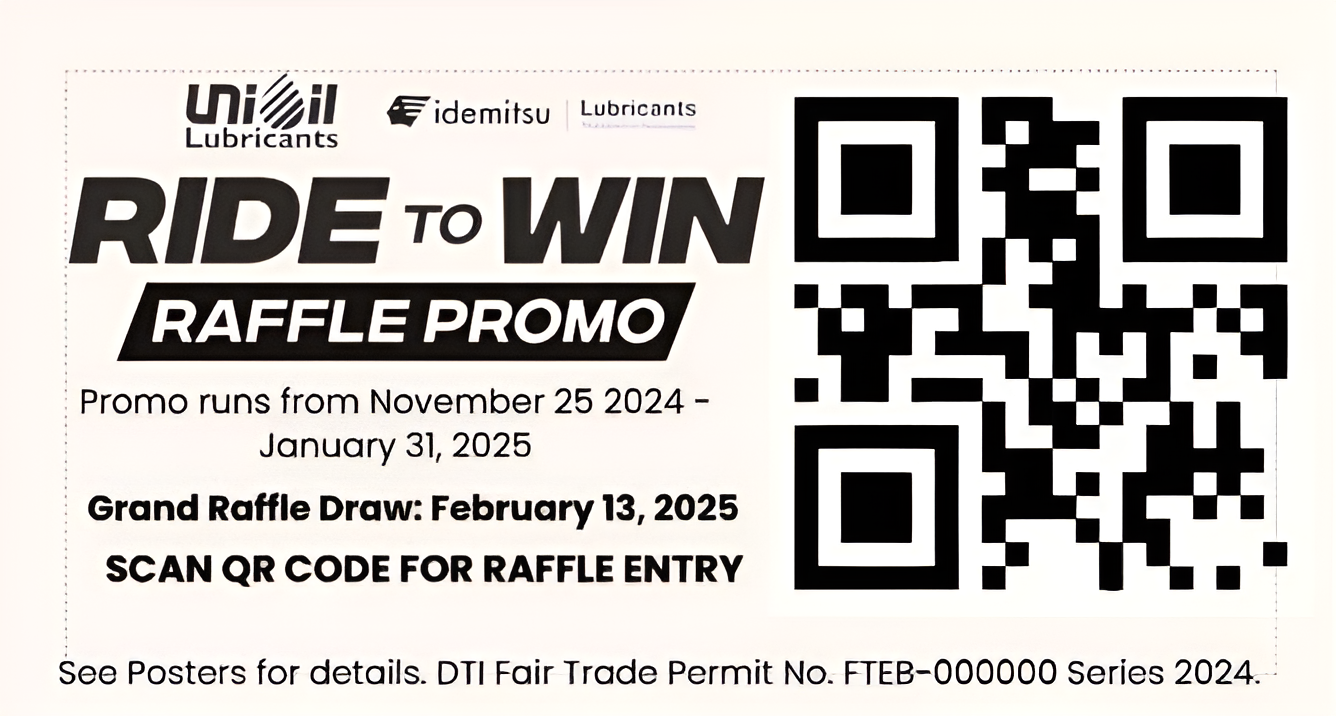 UniOil
Lubricants
idemitsu | Lubricants
RIDE TO WIN
RAFFLE PROMO
Promo runs from November 25 2024 -
January 31, 2025
Grand Raffle Draw: February 13, 2025
SCAN QR CODE FOR RAFFLE ENTRY
See Posters for details. DTI Fair Trade Permit No. FTEB-000000 Series 2024.